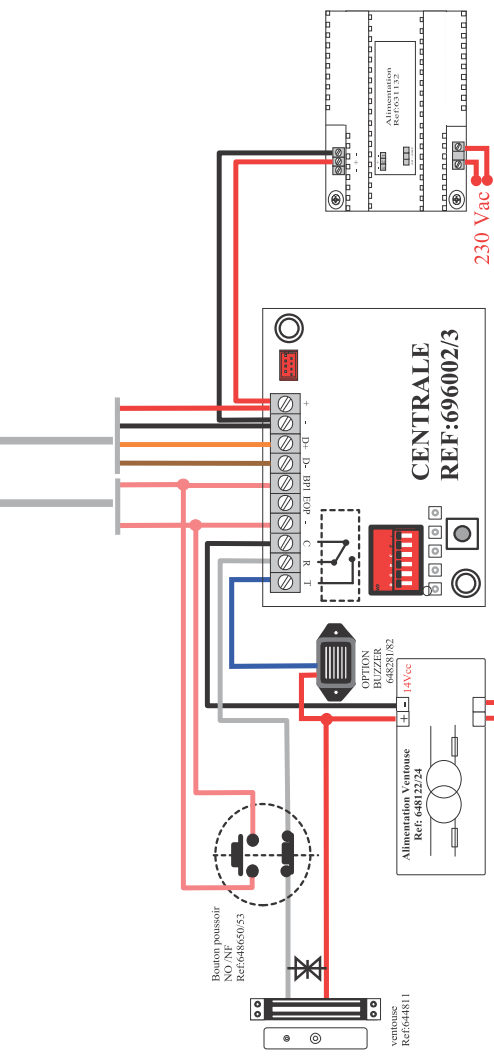 Alimentation
Ref:631132
- + -
230 Vac
CENTRALE
REF:696002/3
+
-
D+
D-
BP1
EOP
-
C
R
T
OPTION
BUZZER
648281/82
14Vcc
+ -
Alimentation Ventouse
Ref: 648122/24
Bouton poussoir
NO /NF
Ref:648650/53
ventouse
Ref:644811